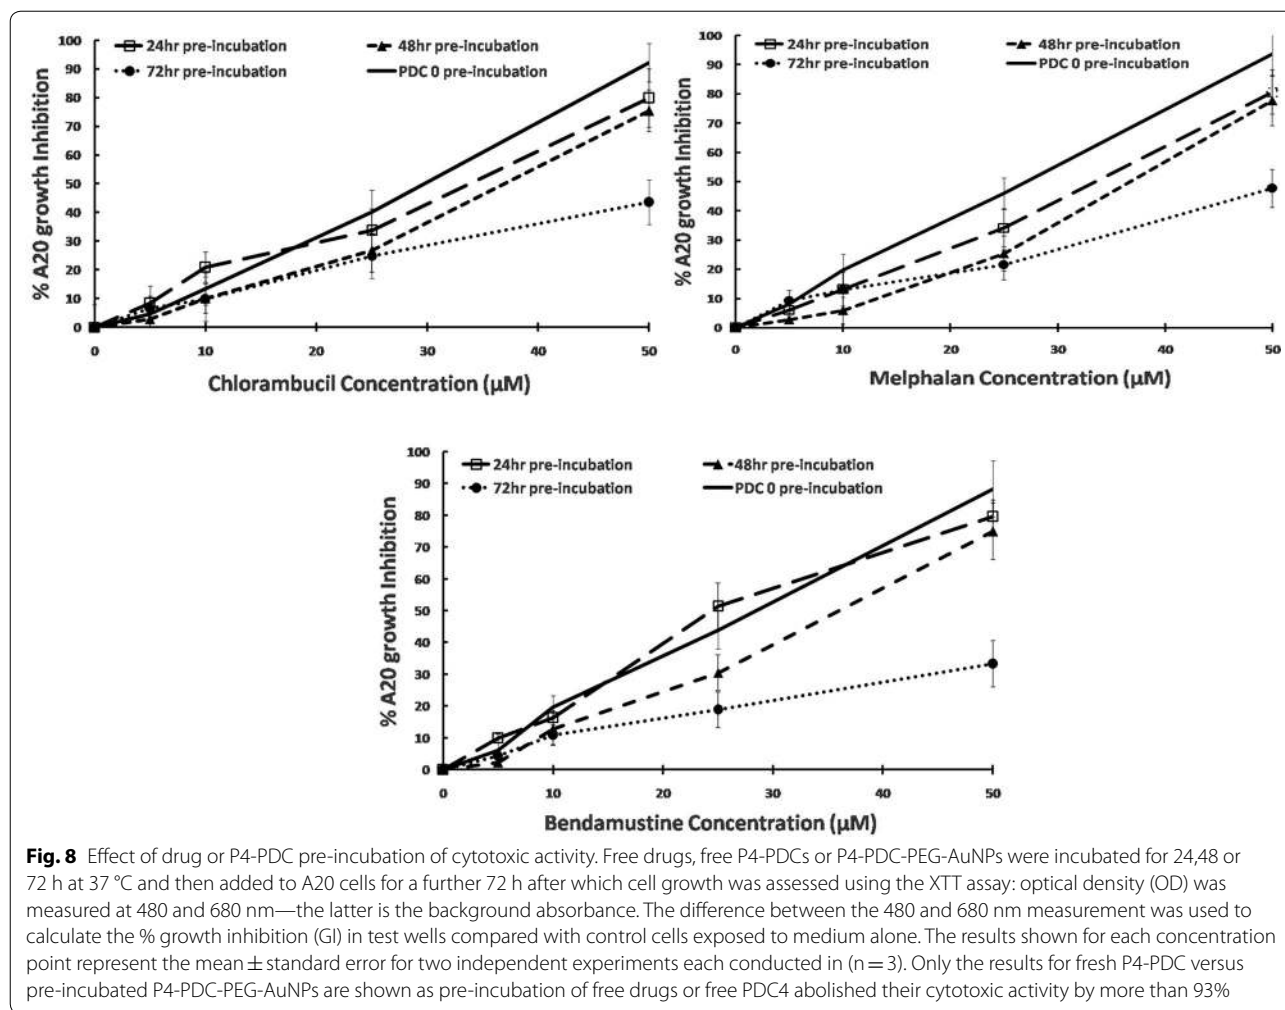 24hr pre-incubation
48hr pre-incubation
72hr pre-incubation
PDC 0 pre-incubation
% A20 growth Inhibition
100
90
80
70
60
50
40
30
20
10
0
0 10 20 30 40 50
Chlorambucil Concentration (µM)
24hr pre-incubation
48hr pre-incubation
72hr pre-incubation
PDC 0 pre-incubation
% A20 growth Inhibition
100
90
80
70
60
50
40
30
20
10
0
0 10 20 30 40 50
Melphalan Concentration (µM)
24hr pre-incubation
48hr pre-incubation
72hr pre-incubation
PDC 0 pre-incubation
% A20 growth Inhibition
100
90
80
70
60
50
40
30
20
10
0
0 10 20 30 40 50
Bendamustine Concentration (µM)
Fig. 8 Effect of drug or P4-PDC pre-incubation of cytotoxic activity. Free drugs, free P4-PDCs or P4-PDC-PEG-AuNPs were incubated for 24,48 or
72 h at 37 °C and then added to A20 cells for a further 72 h after which cell growth was assessed using the XTT assay: optical density (OD) was
measured at 480 and 680 nm—the latter is the background absorbance. The difference between the 480 and 680 nm measurement was used to
calculate the % growth inhibition (GI) in test wells compared with control cells exposed to medium alone. The results shown for each concentration
point represent the mean ± standard error for two independent experiments each conducted in (n = 3). Only the results for fresh P4-PDC versus
pre-incubated P4-PDC-PEG-AuNPs are shown as pre-incubation of free drugs or free PDC4 abolished their cytotoxic activity by more than 93%